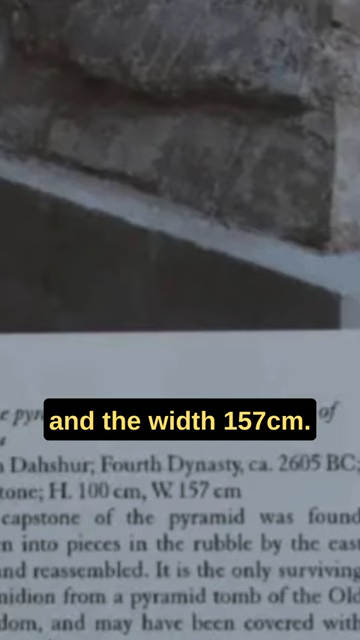 of
and the width 157cm.
Dahshur; Fourth Dynasty, ca. 2605 BC;
tone; H. 100 cm, W. 157 cm
capstone of the pyramid was found
n into pieces in the rubble by the east
nd reassembled. It is the only surviving
midion from a pyramid tomb of the Old
dom, and may have been covered with